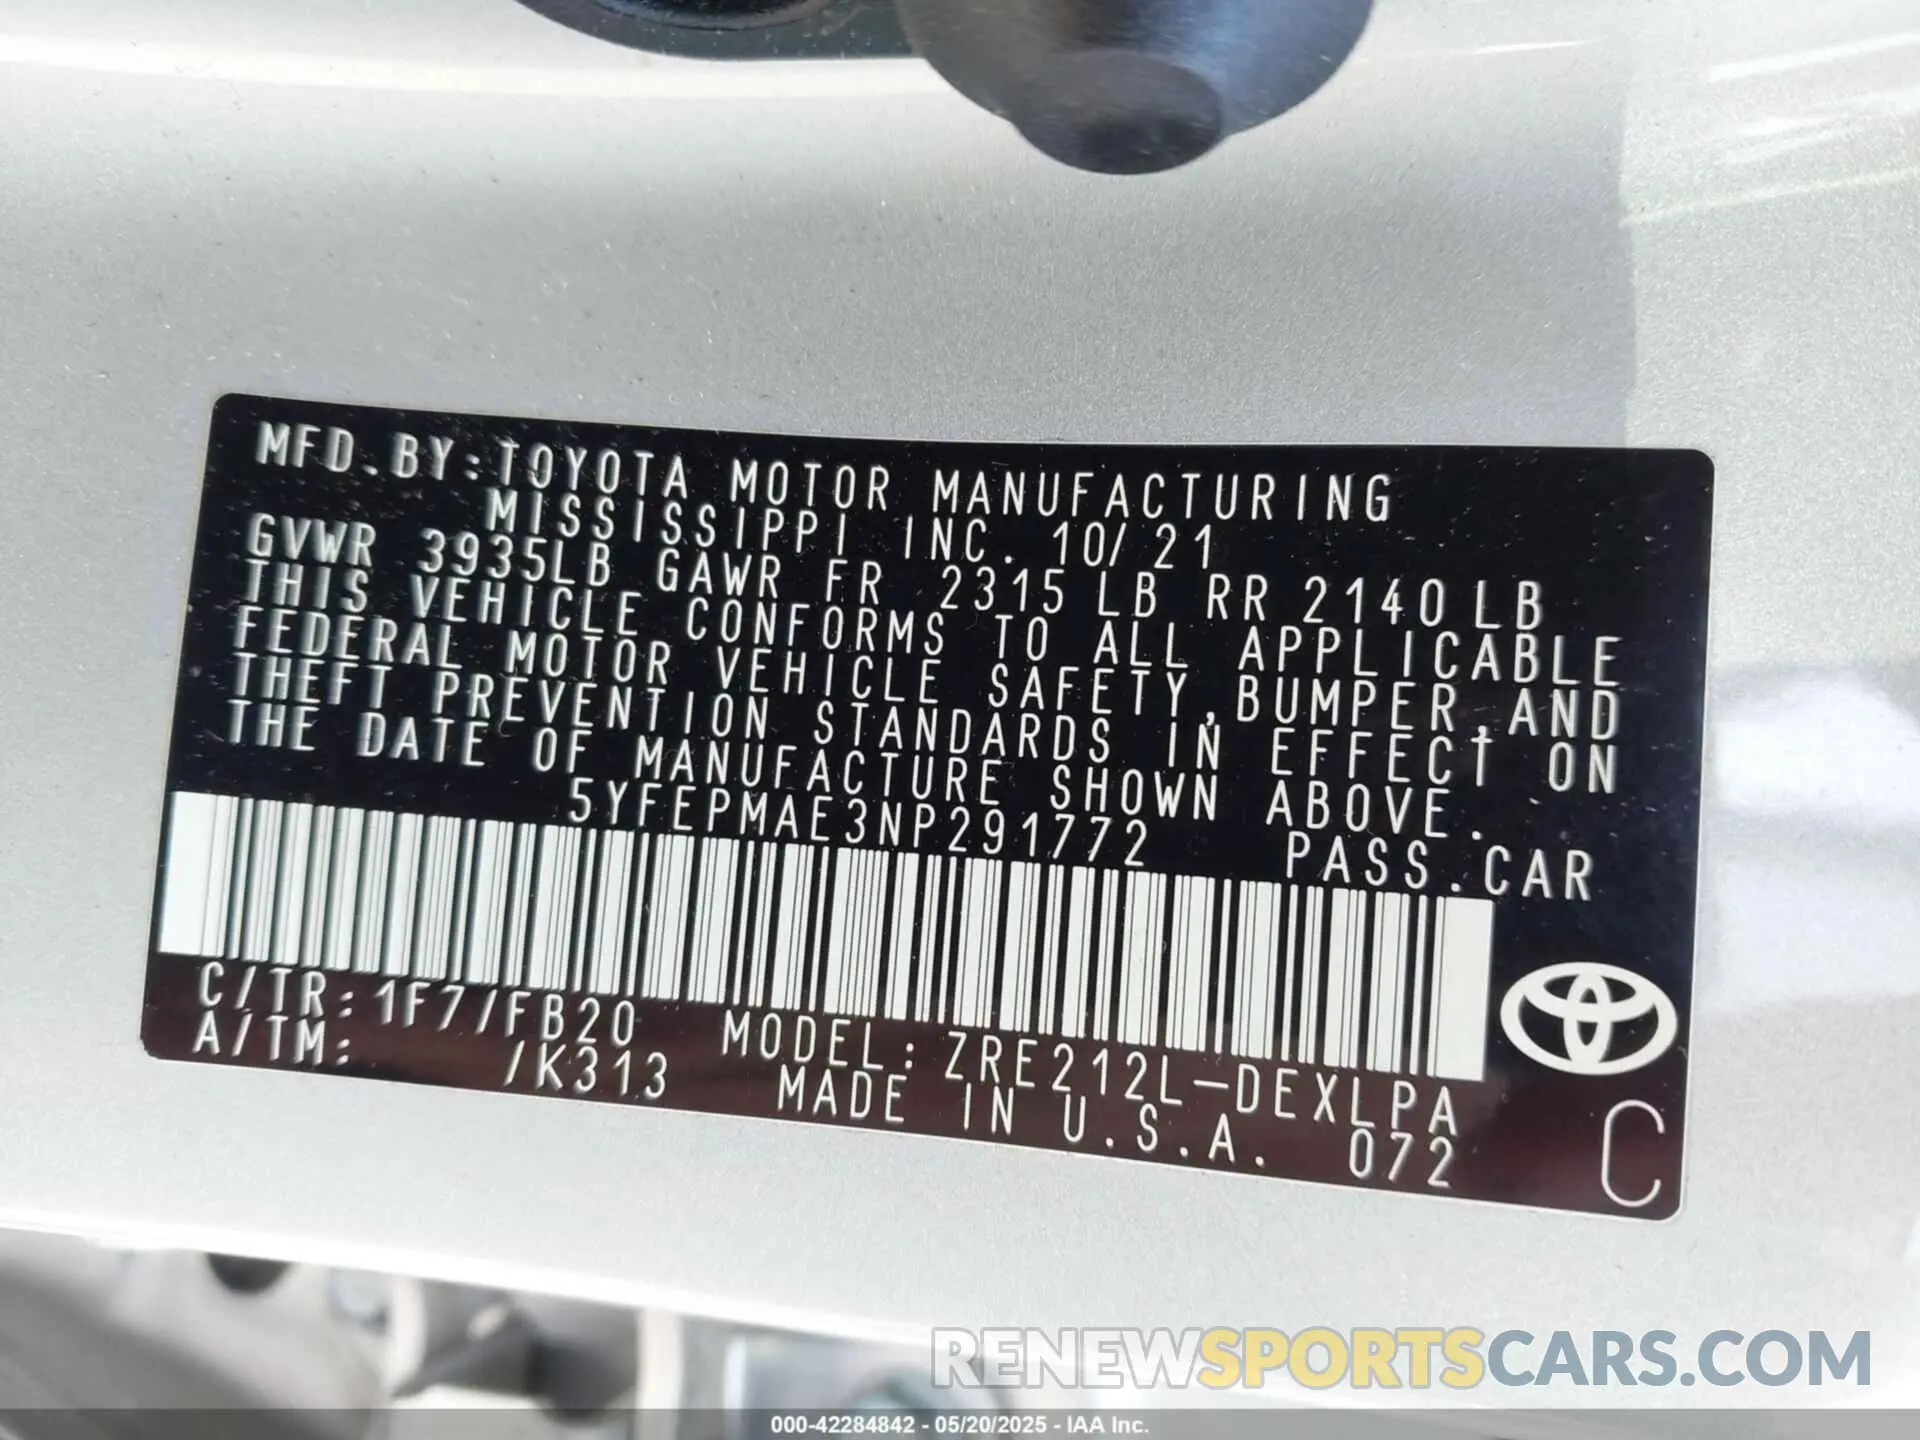 MFD.BY:TOYOTA MOTOR MANUFACTURING
MISSISSIPPI INC. 10/21
GVWR 3935LB GAWR FR 2315LB RR 2140LB
THIS VEHICLE CONFORMS TO ALL APPLICABLE
FEDERAL MOTOR VEHICLE SAFETY,BUMPER,AND
THEFT PREVENTION STANDARDS IN EFFECT ON
THE DATE OF MANUFACTURE SHOWN ABOVE.
5YFEPMAE3NP291772 PASS.CAR
C/TR:1F7/FB20 MODEL:ZRE212L-DEXLPA
A/TM: /K313 MADE IN U.S.A. 072
C
RENEWSPORTSCARS.COM
000-42284842 - 05/20/2025 - IAA Inc.